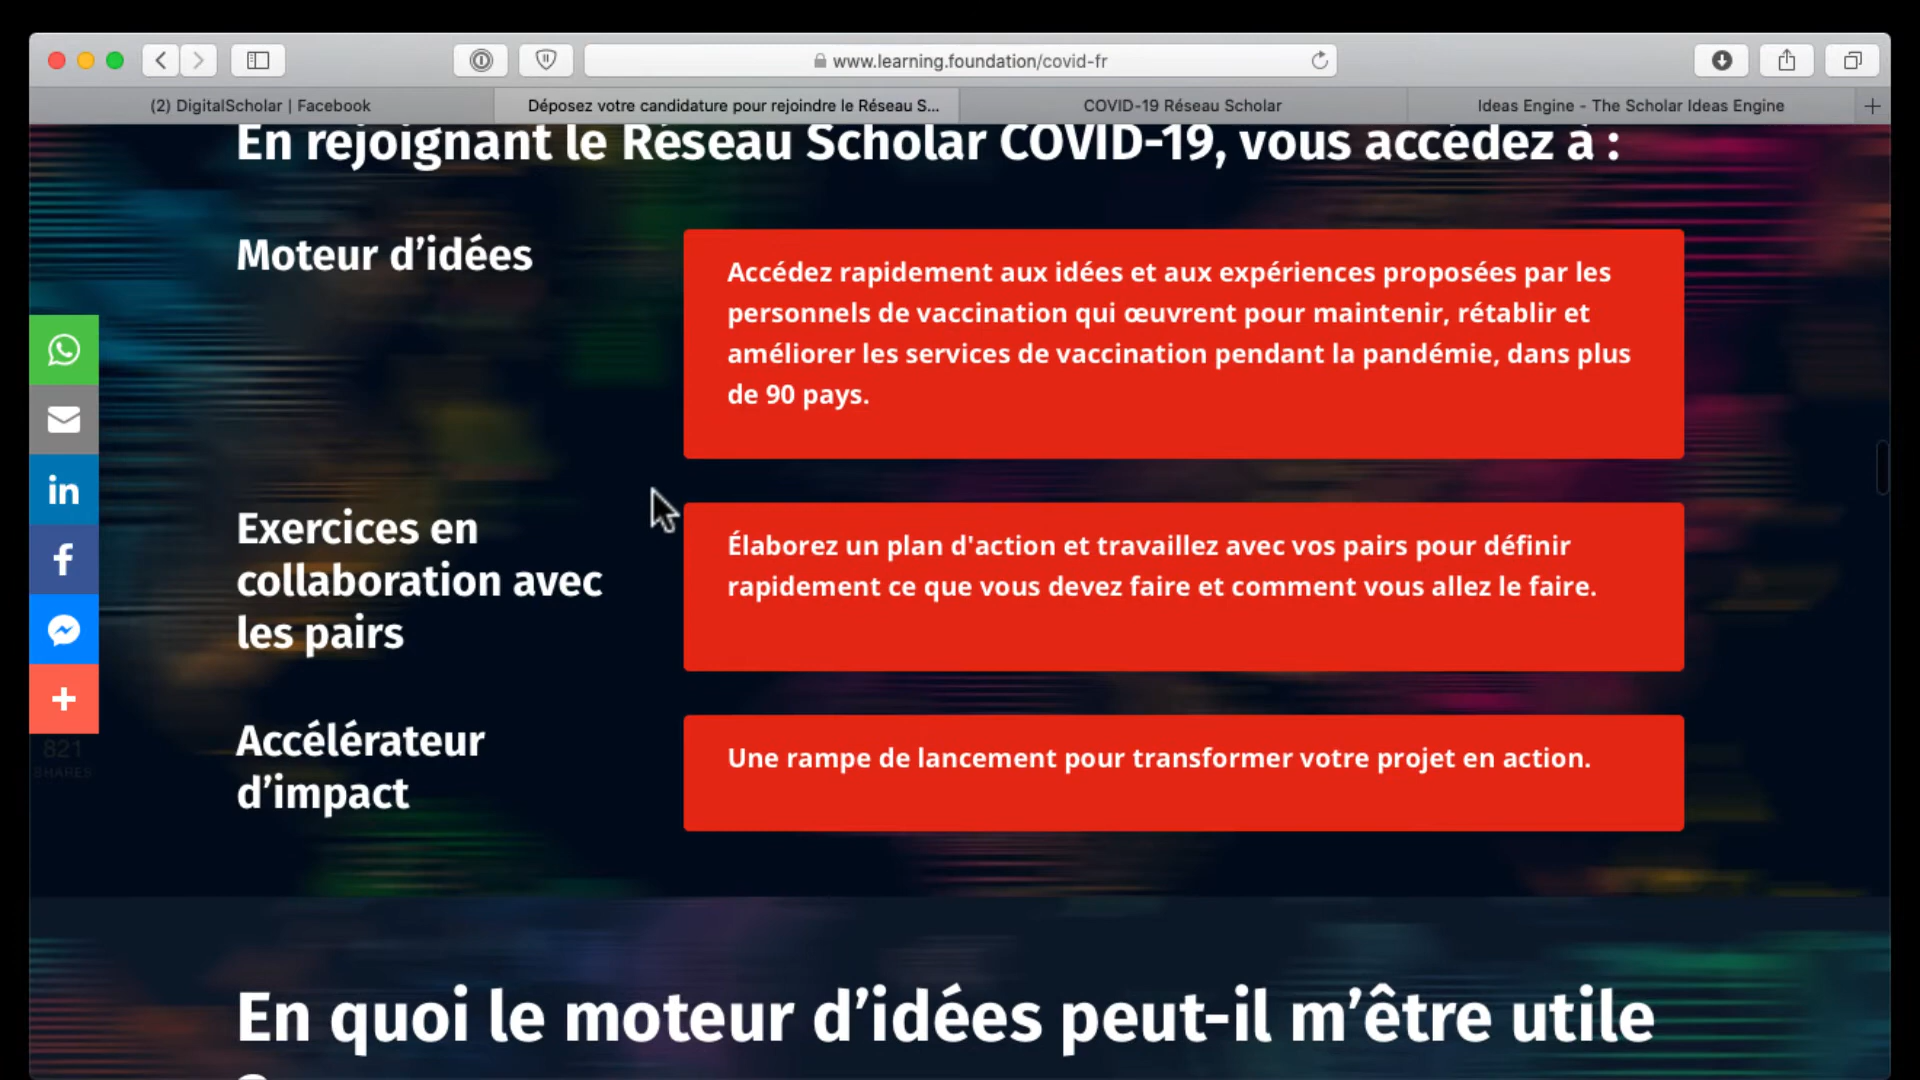 www.learning.foundation/covid-fr
(2) DigitalScholar | Facebook
Déposez votre candidature pour rejoindre le Réseau S...
COVID-19 Réseau Scholar
Ideas Engine - The Scholar Ideas Engine
En rejoignant le Réseau Scholar COVID-19, vous accédez à :
Moteur d’idées
Accédez rapidement aux idées et aux expériences proposées par les
personnels de vaccination qui œuvrent pour maintenir, rétablir et
améliorer les services de vaccination pendant la pandémie, dans plus
de 90 pays.
Exercices en
collaboration avec
les pairs
Élaborez un plan d'action et travaillez avec vos pairs pour définir
rapidement ce que vous devez faire et comment vous allez le faire.
Accélérateur
d’impact
Une rampe de lancement pour transformer votre projet en action.
in
821
SHARES
En quoi le moteur d’idées peut-il m’être utile
?